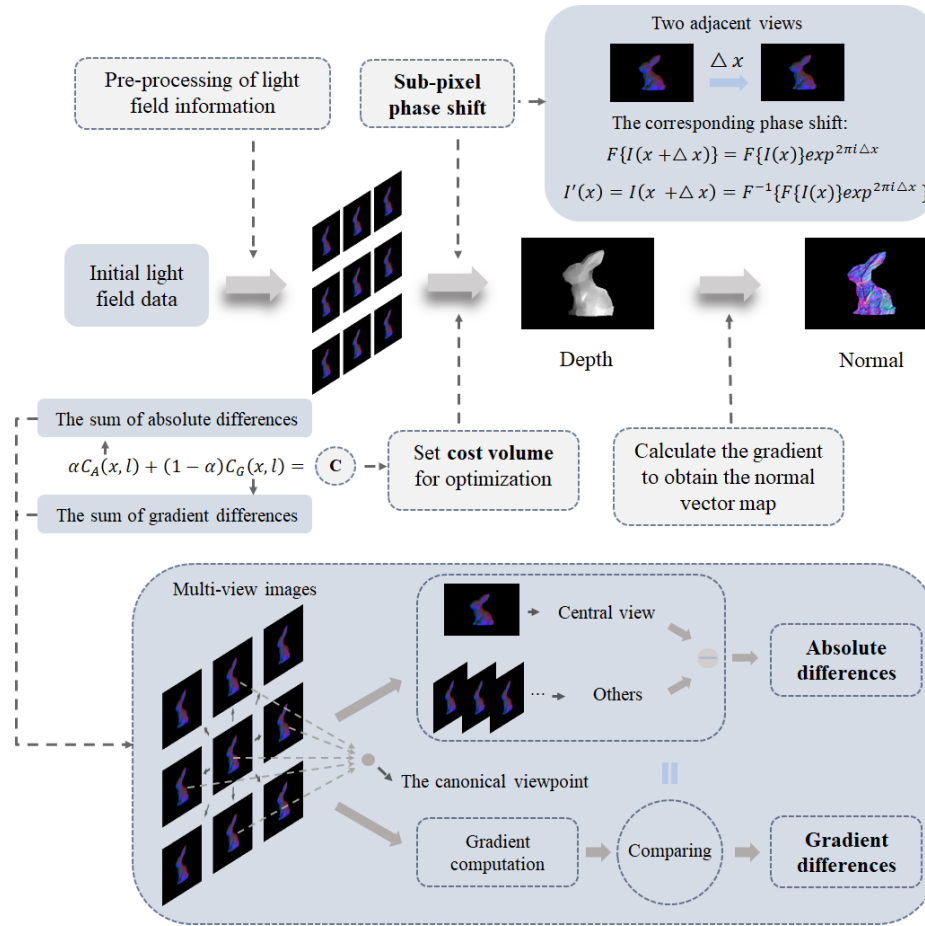 Two adjacent views
△ x
The corresponding phase shift:
F{I(x +△ x)} = F{I(x)}exp^{2πi△x}
I′(x) = I(x +△ x) = F^{−1}{F{I(x)}exp^{2πi△x} }
Pre-processing of light
field information
Sub-pixel
phase shift
Initial light
field data
Depth
Normal
The sum of absolute differences
αC_A(x, l) + (1 − α)C_G(x, l) =
C
The sum of gradient differences
Set cost volume
for optimization
Calculate the gradient
to obtain the normal
vector map
Multi-view images
Central view
... Others
Absolute
differences
The canonical viewpoint
Gradient
computation
Comparing
Gradient
differences